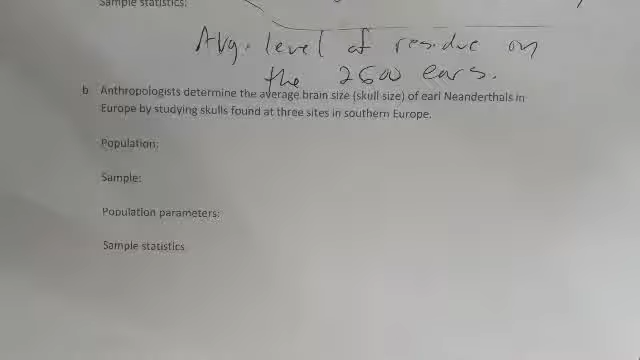 Sample statistics:
Avg. level of residue on
the 2600 ears.
b Anthropologists determine the average brain size (skull size) of earl Neanderthals in
Europe by studying skulls found at three sites in southern Europe.
Population:
Sample:
Population parameters:
Sample statistics